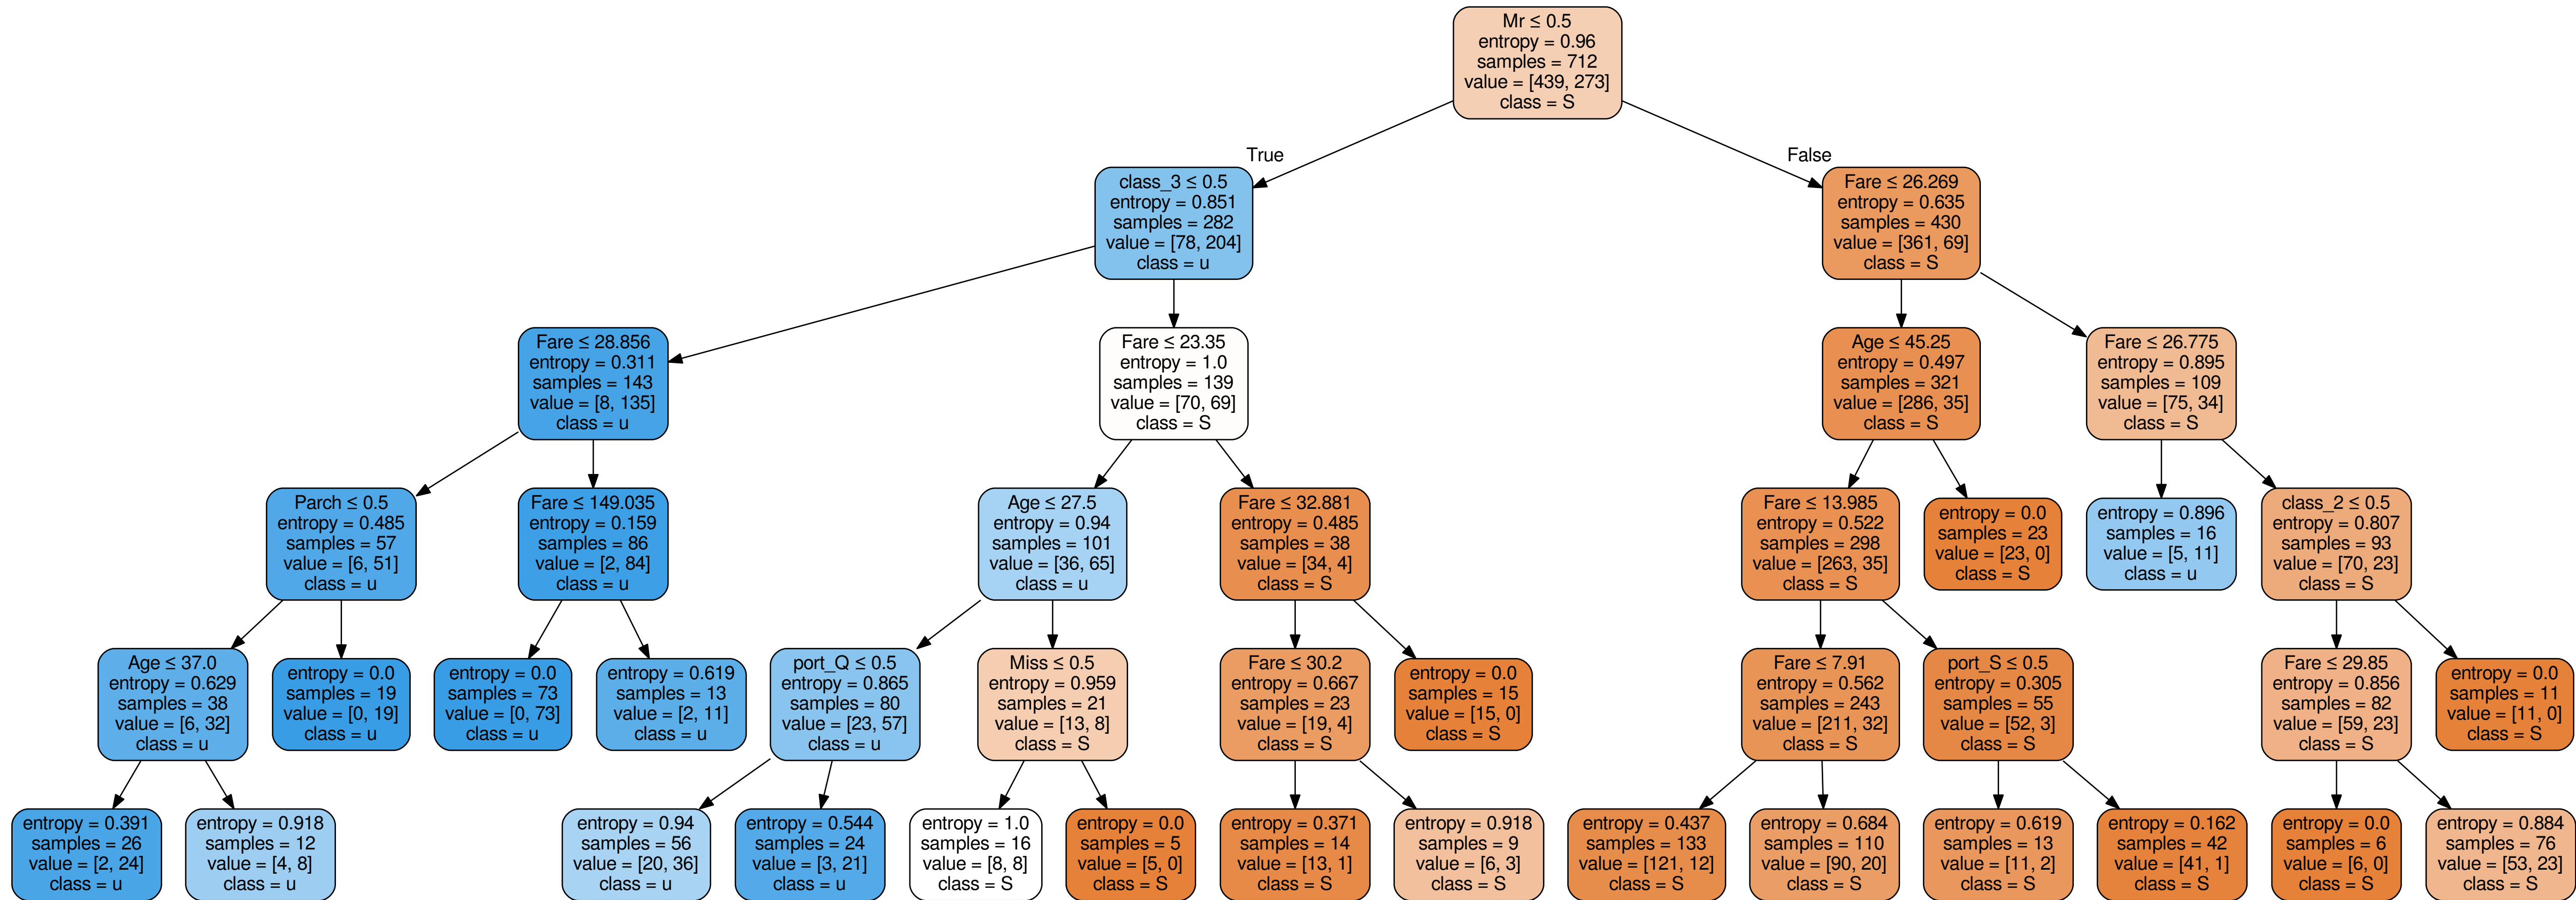 Mr ≤ 0.5
entropy = 0.96
samples = 712
value = [439, 273]
class = S
True
False
class_3 ≤ 0.5
entropy = 0.851
samples = 282
value = [78, 204]
class = u
Fare ≤ 26.269
entropy = 0.635
samples = 430
value = [361, 69]
class = S
Fare ≤ 28.856
entropy = 0.311
samples = 143
value = [8, 135]
class = u
Fare ≤ 23.35
entropy = 1.0
samples = 139
value = [70, 69]
class = S
Age ≤ 45.25
entropy = 0.497
samples = 321
value = [286, 35]
class = S
Fare ≤ 26.775
entropy = 0.895
samples = 109
value = [75, 34]
class = S
Parch ≤ 0.5
entropy = 0.485
samples = 57
value = [6, 51]
class = u
Fare ≤ 149.035
entropy = 0.159
samples = 86
value = [2, 84]
class = u
Age ≤ 27.5
entropy = 0.94
samples = 101
value = [36, 65]
class = u
Fare ≤ 32.881
entropy = 0.485
samples = 38
value = [34, 4]
class = S
Fare ≤ 13.985
entropy = 0.522
samples = 298
value = [263, 35]
class = S
entropy = 0.0
samples = 23
value = [23, 0]
class = S
entropy = 0.896
samples = 16
value = [5, 11]
class = u
class_2 ≤ 0.5
entropy = 0.807
samples = 93
value = [70, 23]
class = S
Age ≤ 37.0
entropy = 0.629
samples = 38
value = [6, 32]
class = u
entropy = 0.0
samples = 19
value = [0, 19]
class = u
entropy = 0.0
samples = 73
value = [0, 73]
class = u
entropy = 0.619
samples = 13
value = [2, 11]
class = u
port_Q ≤ 0.5
entropy = 0.865
samples = 80
value = [23, 57]
class = u
Miss ≤ 0.5
entropy = 0.959
samples = 21
value = [13, 8]
class = S
Fare ≤ 30.2
entropy = 0.667
samples = 23
value = [19, 4]
class = S
entropy = 0.0
samples = 15
value = [15, 0]
class = S
Fare ≤ 7.91
entropy = 0.562
samples = 243
value = [211, 32]
class = S
port_S ≤ 0.5
entropy = 0.305
samples = 55
value = [52, 3]
class = S
Fare ≤ 29.85
entropy = 0.856
samples = 82
value = [59, 23]
class = S
entropy = 0.0
samples = 11
value = [11, 0]
class = S
entropy = 0.391
samples = 26
value = [2, 24]
class = u
entropy = 0.918
samples = 12
value = [4, 8]
class = u
entropy = 0.94
samples = 56
value = [20, 36]
class = u
entropy = 0.544
samples = 24
value = [3, 21]
class = u
entropy = 1.0
samples = 16
value = [8, 8]
class = S
entropy = 0.0
samples = 5
value = [5, 0]
class = S
entropy = 0.371
samples = 14
value = [13, 1]
class = S
entropy = 0.918
samples = 9
value = [6, 3]
class = S
entropy = 0.437
samples = 133
value = [121, 12]
class = S
entropy = 0.684
samples = 110
value = [90, 20]
class = S
entropy = 0.619
samples = 13
value = [11, 2]
class = S
entropy = 0.162
samples = 42
value = [41, 1]
class = S
entropy = 0.0
samples = 6
value = [6, 0]
class = S
entropy = 0.884
samples = 76
value = [53, 23]
class = S